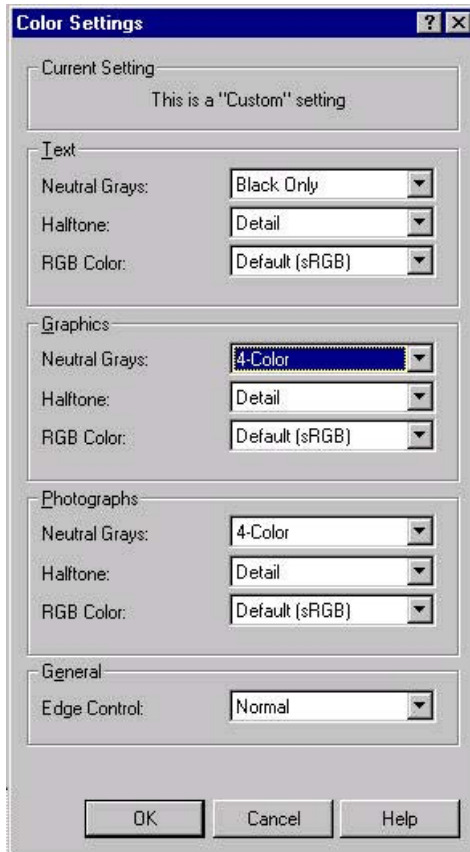 Color Settings
Current Setting
This is a "Custom" setting
Text
Neutral Grays: Black Only
Halftone: Detail
RGB Color: Default (sRGB)
Graphics
Neutral Grays: 4-Color
Halftone: Detail
RGB Color: Default (sRGB)
Photographs
Neutral Grays: 4-Color
Halftone: Detail
RGB Color: Default (sRGB)
General
Edge Control: Normal
OK Cancel Help